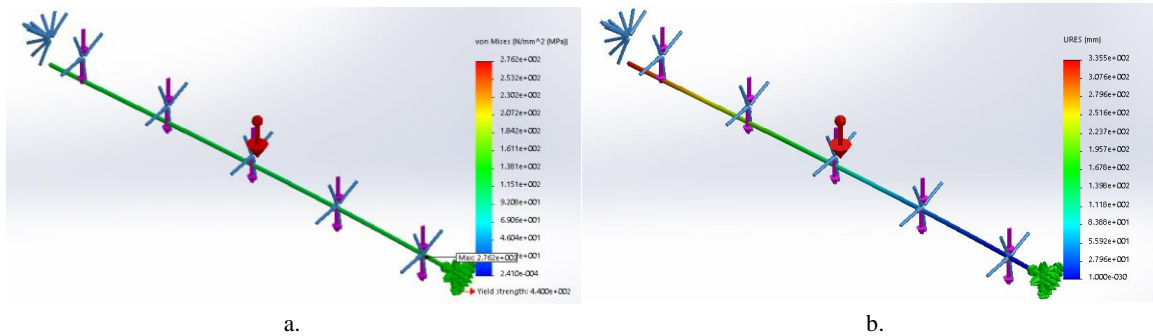 von Mises (N/mm^2 (MPa))
2.762e+002
2.532e+002
2.302e+002
2.072e+002
1.842e+002
1.611e+002
1.381e+002
1.151e+002
9.208e+001
6.906e+001
4.604e+001
Max: 2.762e+002
2.410e-004
Yield strength: 4.400e+002
a.
URES (mm)
3.355e+002
3.076e+002
2.796e+002
2.516e+002
2.237e+002
1.957e+002
1.678e+002
1.398e+002
1.118e+002
8.388e+001
5.592e+001
2.796e+001
1.000e-030
b.